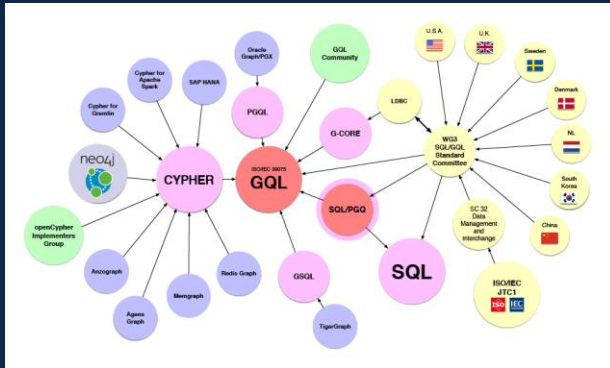 U.S.A.
U.K.
Sweden
Denmark
NL
South
Korea
China
Oracle
Graph/PGX
GQL
Community
SAP HANA
Cypher for
Apache
Spark
Cypher for
Gremlin
PGQL
LDBC
G-CORE
WG3
SQL/GQL
Standard
Committee
neo4j
CYPHER
ISO/IEC 39075
GQL
SQL/PGQ
SC 32
Data
Management
and
Interchange
openCypher
Implementers
Group
SQL
Anzograph
Agens
Graph
Memgraph
Redis Graph
GSQL
TigerGraph
ISO/IEC
JTC1
ISO
IEC